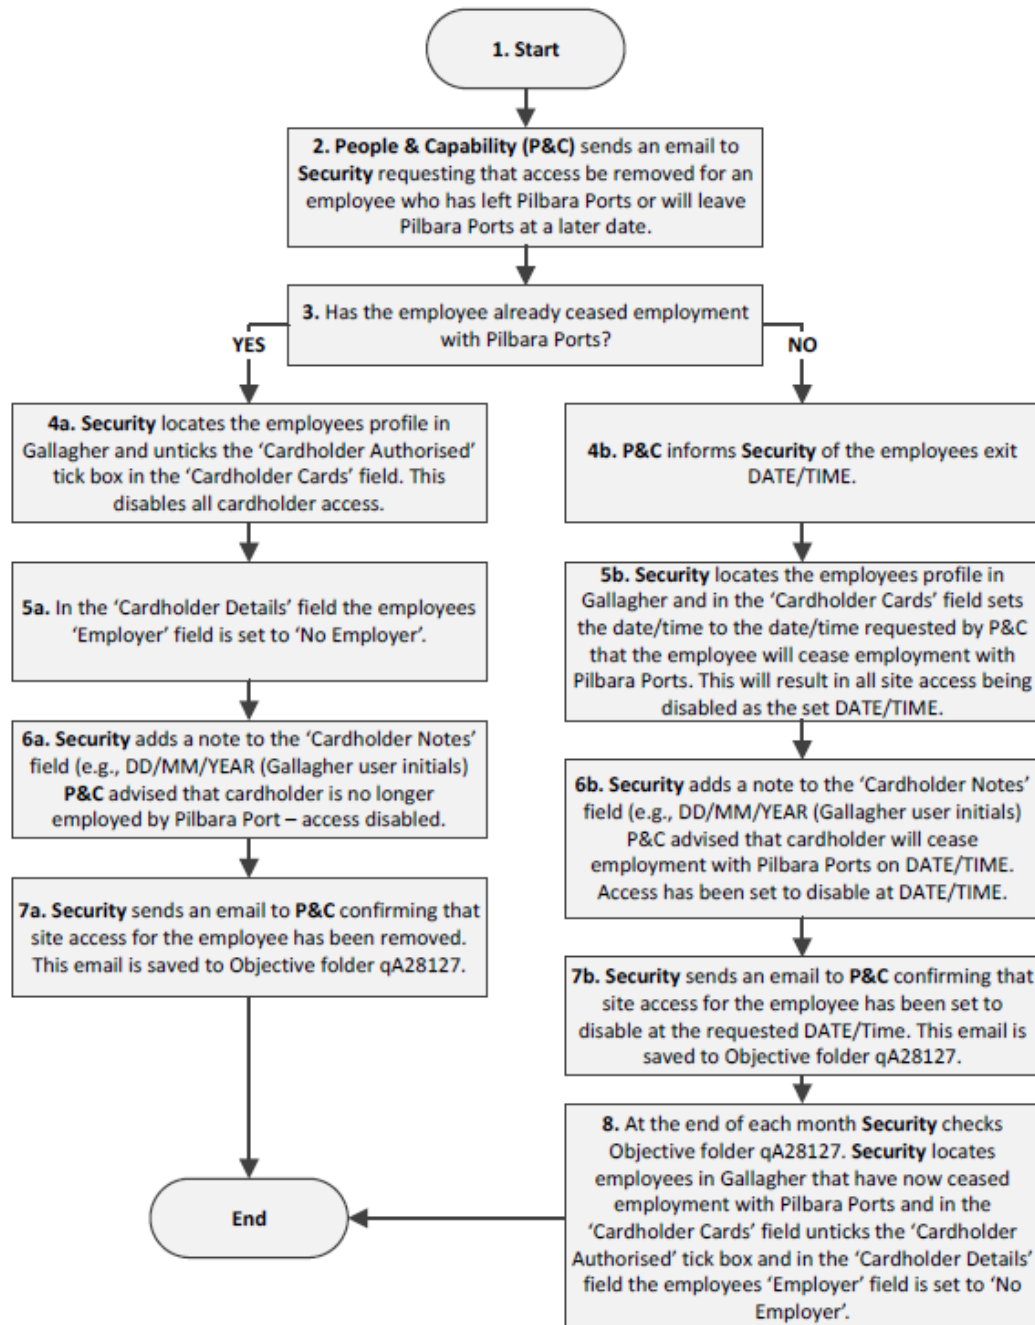 1. Start
2. People & Capability (P&C) sends an email to
Security requesting that access be removed for an
employee who has left Pilbara Ports or will leave
Pilbara Ports at a later date.
3. Has the employee already ceased employment
with Pilbara Ports?
YES
NO
4a. Security locates the employees profile in
Gallagher and unticks the ‘Cardholder Authorised’
tick box in the ‘Cardholder Cards’ field. This
disables all cardholder access.
5a. In the ‘Cardholder Details’ field the employees
‘Employer’ field is set to ‘No Employer’.
6a. Security adds a note to the ‘Cardholder Notes’
field (e.g., DD/MM/YEAR (Gallagher user initials)
P&C advised that cardholder is no longer
employed by Pilbara Port – access disabled.
7a. Security sends an email to P&C confirming that
site access for the employee has been removed.
This email is saved to Objective folder qA28127.
4b. P&C informs Security of the employees exit
DATE/TIME.
5b. Security locates the employees profile in
Gallagher and in the ‘Cardholder Cards’ field sets
the date/time to the date/time requested by P&C
that the employee will cease employment with
Pilbara Ports. This will result in all site access being
disabled as the set DATE/TIME.
6b. Security adds a note to the ‘Cardholder Notes’
field (e.g., DD/MM/YEAR (Gallagher user initials)
P&C advised that cardholder will cease
employment with Pilbara Ports on DATE/TIME.
Access has been set to disable at DATE/TIME.
7b. Security sends an email to P&C confirming that
site access for the employee has been set to
disable at the requested DATE/Time. This email is
saved to Objective folder qA28127.
8. At the end of each month Security checks
Objective folder qA28127. Security locates
employees in Gallagher that have now ceased
employment with Pilbara Ports and in the
‘Cardholder Cards’ field unticks the ‘Cardholder
Authorised’ tick box and in the ‘Cardholder Details’
field the employees ‘Employer’ field is set to ‘No
Employer’.
End